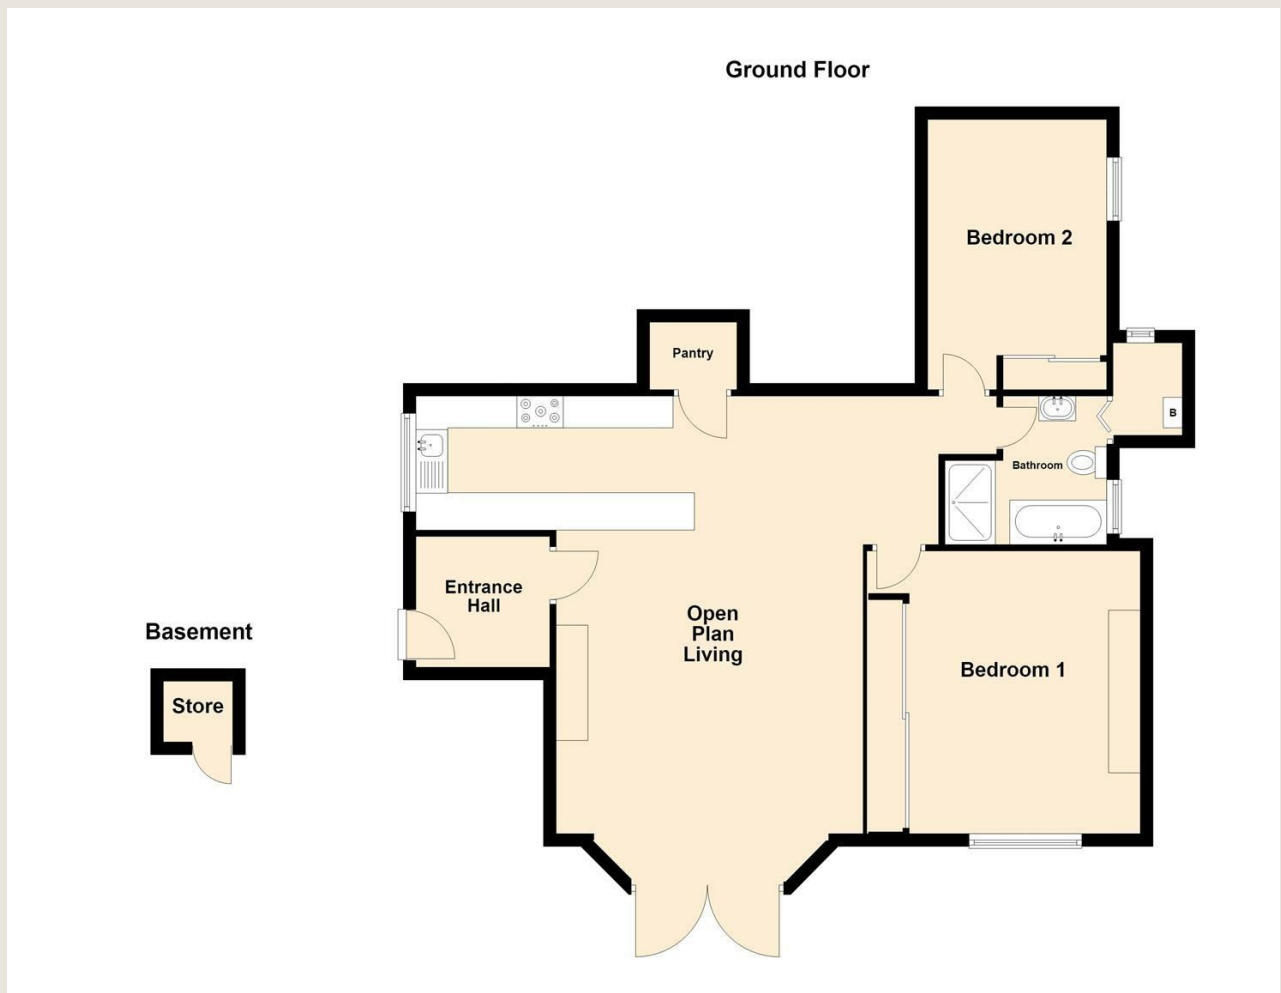 Ground Floor
Bedroom 2
Pantry
B
Bathroom
Entrance
Hall
Open
Plan
Living
Basement
Bedroom 1
Store